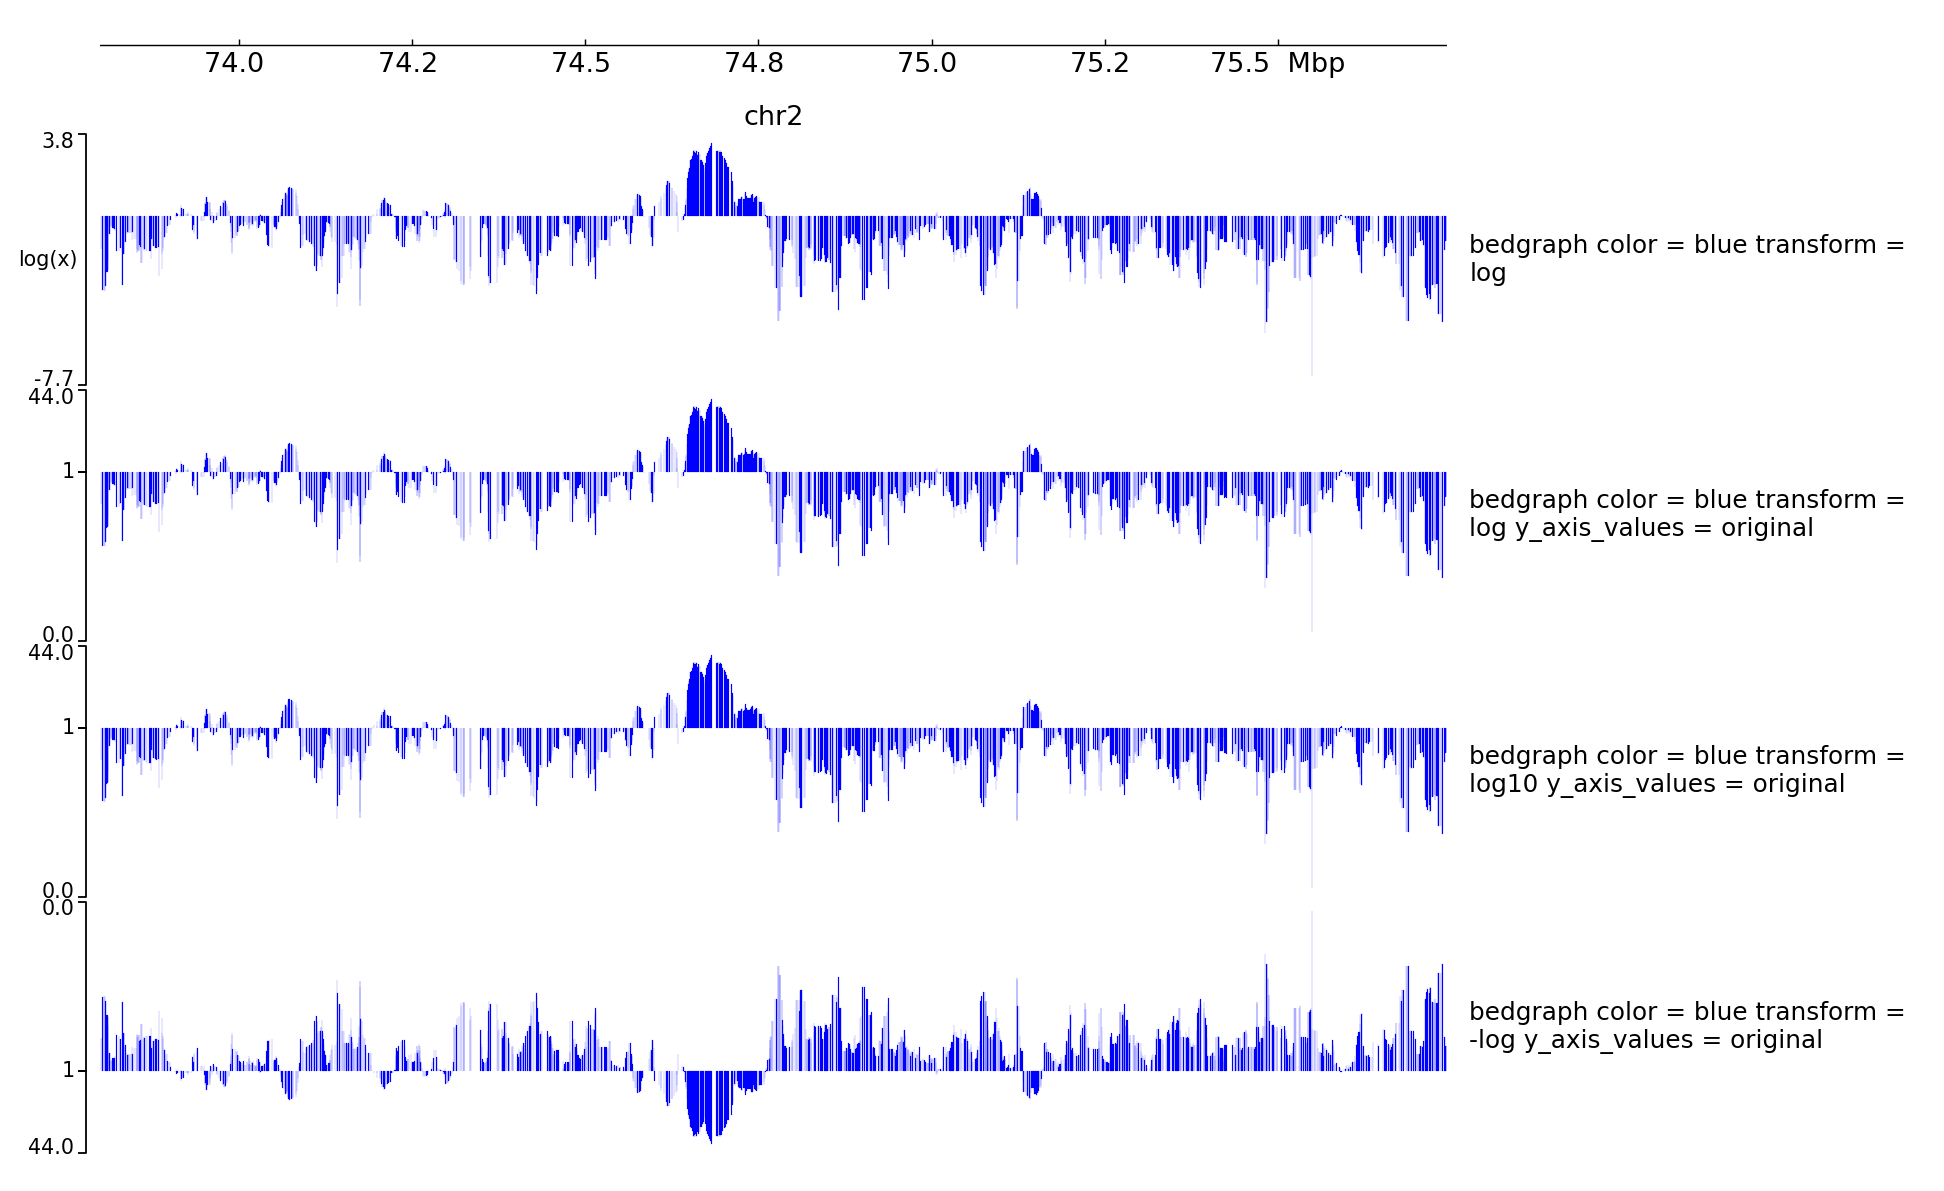 74.0 74.2 74.5 74.8 75.0 75.2 75.5 Mbp
chr2
3.8
log(x)
-7.7
bedgraph color = blue transform =
log
44.0
1
0.0
bedgraph color = blue transform =
log y_axis_values = original
44.0
1
0.0
bedgraph color = blue transform =
log10 y_axis_values = original
0.0
1
44.0
bedgraph color = blue transform =
-log y_axis_values = original